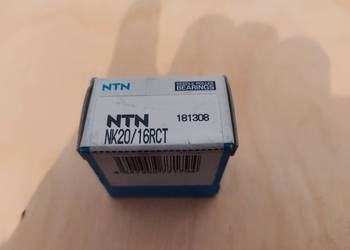 NTN
NEEDLE ROLLER
BEARINGS
NTN
181308
NK20/16RCT